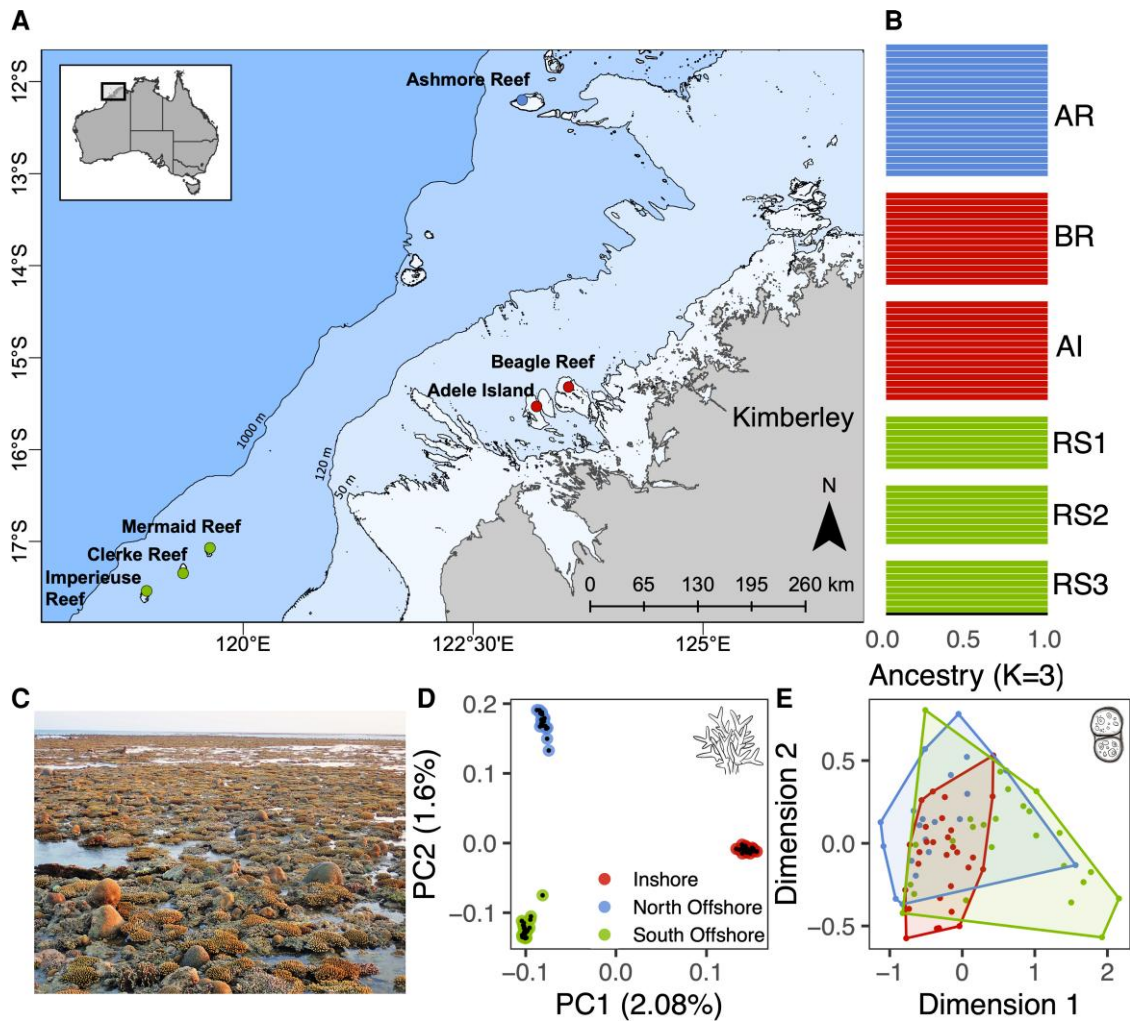 A
B
Ashmore Reef
12°S
13°S
14°S
15°S
16°S
17°S
Beagle Reef
Adele Island
Kimberley
1000 m
120 m
50 m
N
Mermaid Reef
Clerke Reef
Imperieuse
Reef
0 65 130 195 260 km
120°E 122°30'E 125°E
AR
BR
AI
RS1
RS2
RS3
0.0 0.5 1.0
Ancestry (K=3)
C
D
0.2
0.1
0.0
−0.1
PC2 (1.6%)
Inshore
North Offshore
South Offshore
−0.1 0.0 0.1
PC1 (2.08%)
E
0.5
0.0
−0.5
Dimension 2
−1 0 1 2
Dimension 1